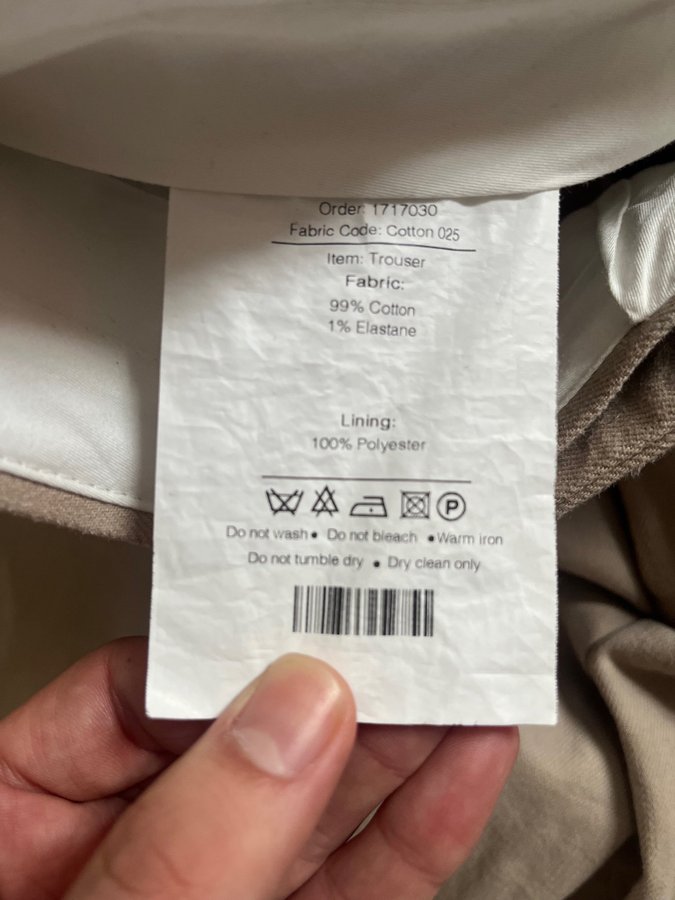 Order: 1717030
Fabric Code: Cotton 025
Item: Trouser
Fabric:
99% Cotton
1% Elastane
Lining:
100% Polyester
P
Do not wash • Do not bleach • Warm iron
Do not tumble dry • Dry clean only